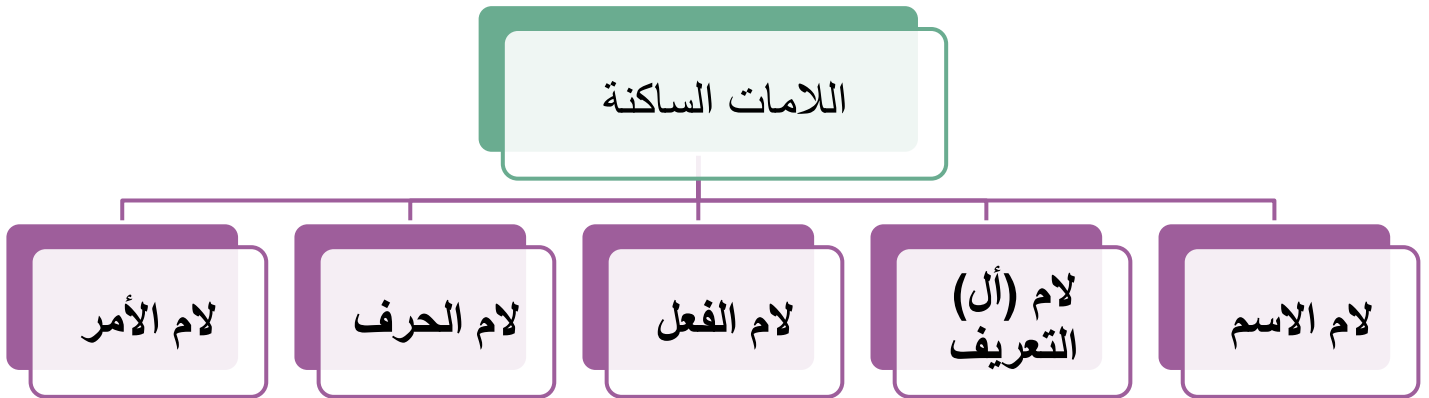 اللامات الساكنة
لام الاسم
لام (أل)
التعريف
لام الفعل
لام الحرف
لام الأمر